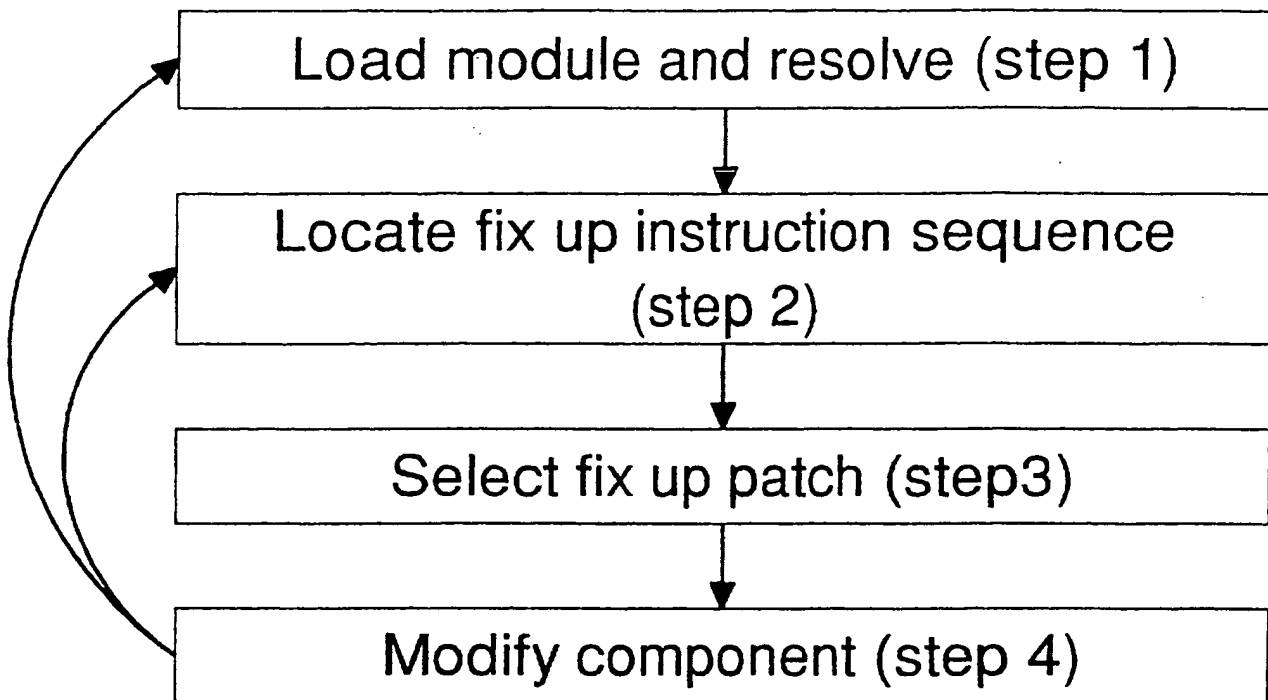 Load module and resolve (step 1)
Locate fix up instruction sequence
(step 2)
Select fix up patch (step3)
Modify component (step 4)